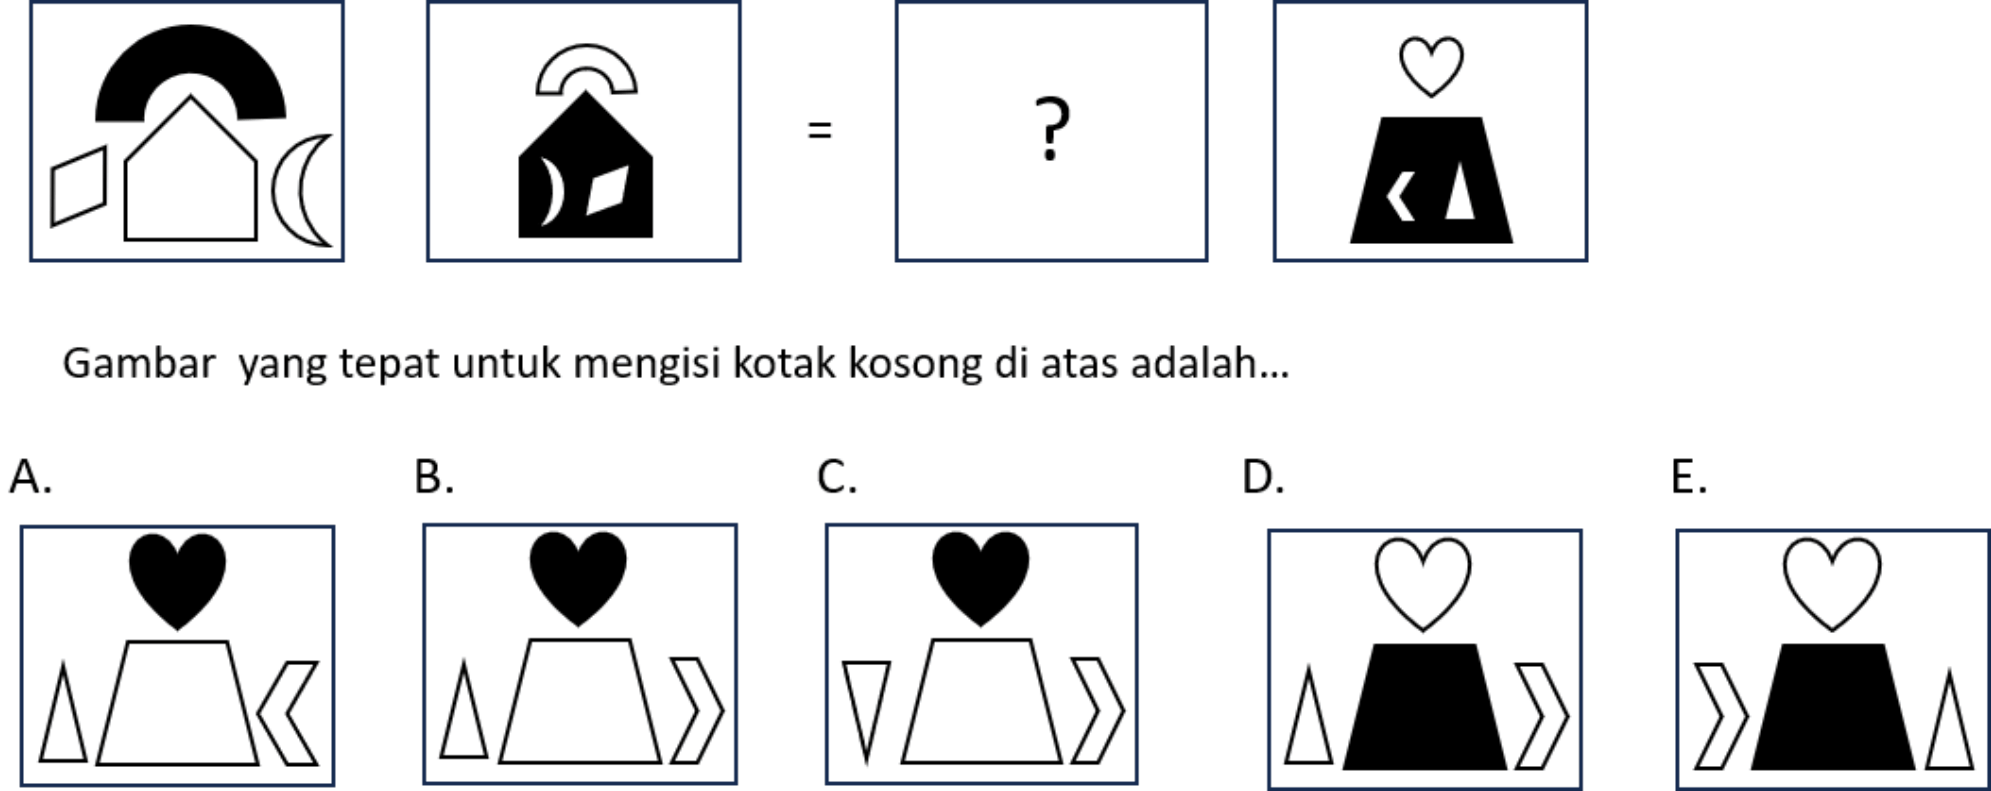 = ?
Gambar yang tepat untuk mengisi kotak kosong di atas adalah...
A. B. C. D. E.